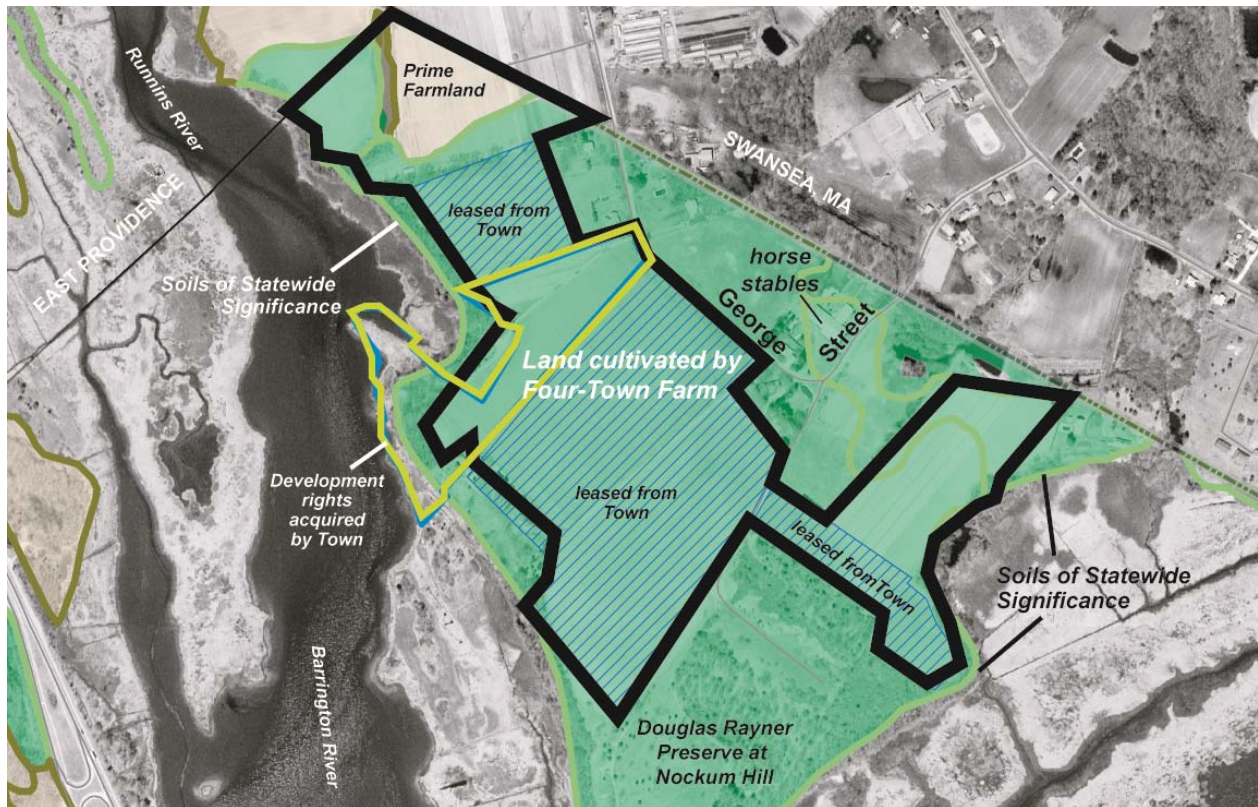 Runnins River
EAST PROVIDENCE
Prime
Farmland
SWANSEA, MA
leased from
Town
Soils of Statewide
Significance
horse
stables
George
Street
Land cultivated by
Four-Town Farm
Development
rights
acquired
by Town
leased from
Town
leased fromTown
Soils of Statewide
Significance
Barrington River
Douglas Rayner
Preserve at
Nockum Hill